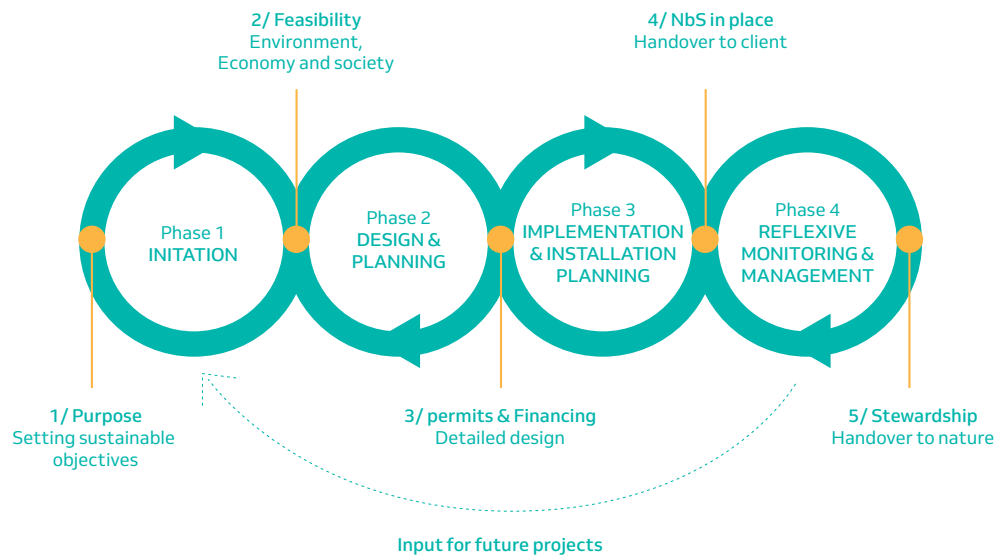 2/ Feasibility
Environment,
Economy and society
4/ NbS in place
Handover to client
Phase 1
INITATION
Phase 2
DESIGN &
PLANNING
Phase 3
IMPLEMENTATION
& INSTALLATION
PLANNING
Phase 4
REFLEXIVE
MONITORING &
MANAGEMENT
1/ Purpose
Setting sustainable
objectives
3/ permits & Financing
Detailed design
5/ Stewardship
Handover to nature
Input for future projects